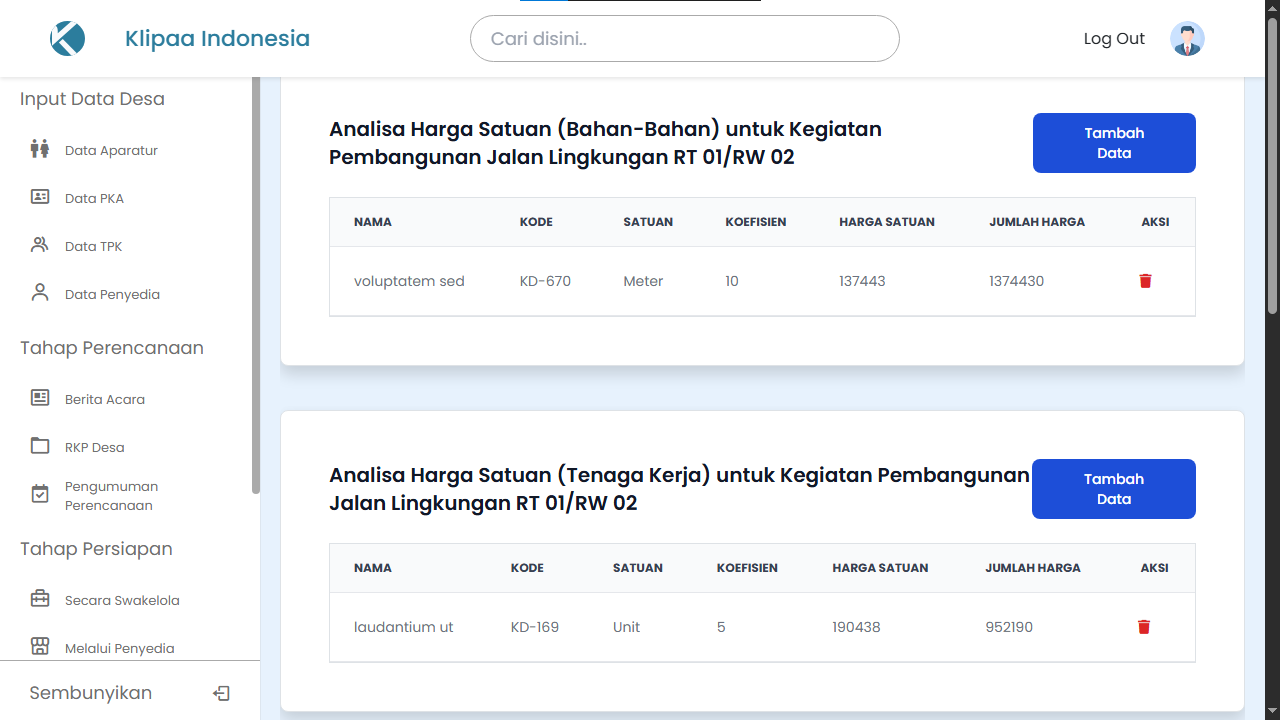 Klipaa Indonesia
Cari disini..
Log Out
Input Data Desa
Data Aparatur
Data PKA
Data TPK
Data Penyedia
Tahap Perencanaan
Berita Acara
RKP Desa
Pengumuman
Perencanaan
Tahap Persiapan
Secara Swakelola
Melalui Penyedia
Sembunyikan
Analisa Harga Satuan (Bahan-Bahan) untuk Kegiatan
Pembangunan Jalan Lingkungan RT 01/RW 02
Tambah
Data
NAMA KODE SATUAN KOEFISIEN HARGA SATUAN JUMLAH HARGA AKSI
voluptatem sed KD-670 Meter 10 137443 1374430
Analisa Harga Satuan (Tenaga Kerja) untuk Kegiatan Pembangunan
Jalan Lingkungan RT 01/RW 02
Tambah
Data
NAMA KODE SATUAN KOEFISIEN HARGA SATUAN JUMLAH HARGA AKSI
laudantium ut KD-169 Unit 5 190438 952190